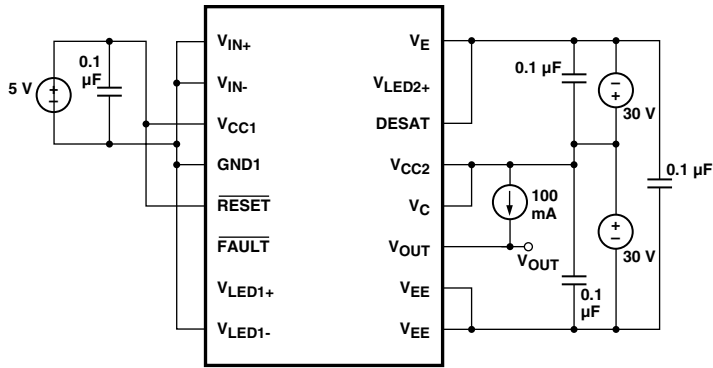 0.1
µF
5 V
+
−
VIN+
VIN-
VCC1
GND1
RESET
FAULT
VLED1+
VLED1-
VE
VLED2+
DESAT
VCC2
VC
VOUT
VEE
VEE
0.1 µF
−
+
30 V
0.1 µF
100
mA
VOUT
+
−
30 V
0.1
µF